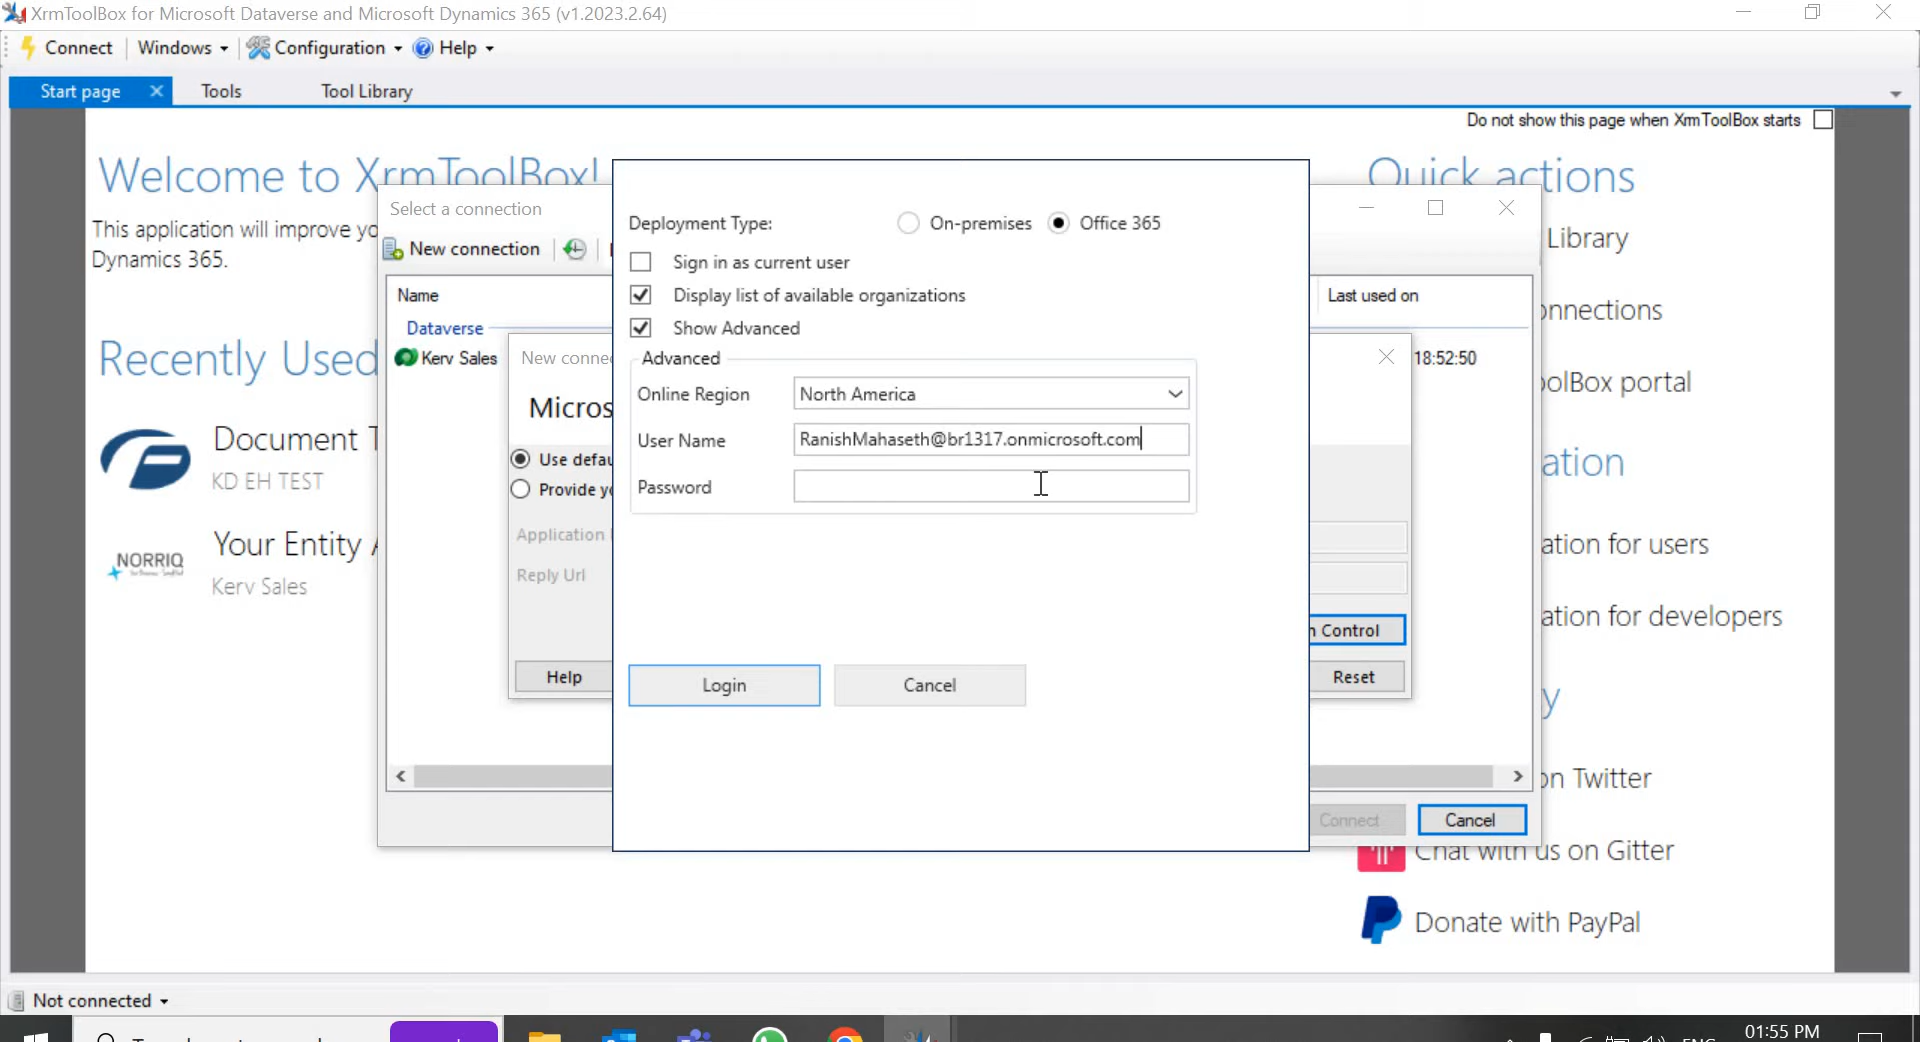 XrmToolBox for Microsoft Dataverse and Microsoft Dynamics 365 (v1.2023.2.64)
Connect Windows Configuration Help
Start page Tools Tool Library
Do not show this page when XrmToolBox starts
Welcome to XrmToolBox!
This application will improve yo
Dynamics 365.
Recently Used
Document T
KD EH TEST
NORRIQ
Your Entity
Kerv Sales
Quick actions
Library
onnections
oolBox portal
ation
ation for users
ation for developers
y
on Twitter
Chat with us on Gitter
Donate with PayPal
Select a connection
New connection
Name
Last used on
Dataverse
Kerv Sales
18:52:50
New conne
Micros
Use defau
Provide yo
Application
Reply Url
n Control
Help
Reset
Connect
Cancel
Deployment Type: On-premises Office 365
Sign in as current user
Display list of available organizations
Show Advanced
Advanced
Online Region North America
User Name RanishMahaseth@br1317.onmicrosoft.com
Password
Login Cancel
Not connected
01:55 PM